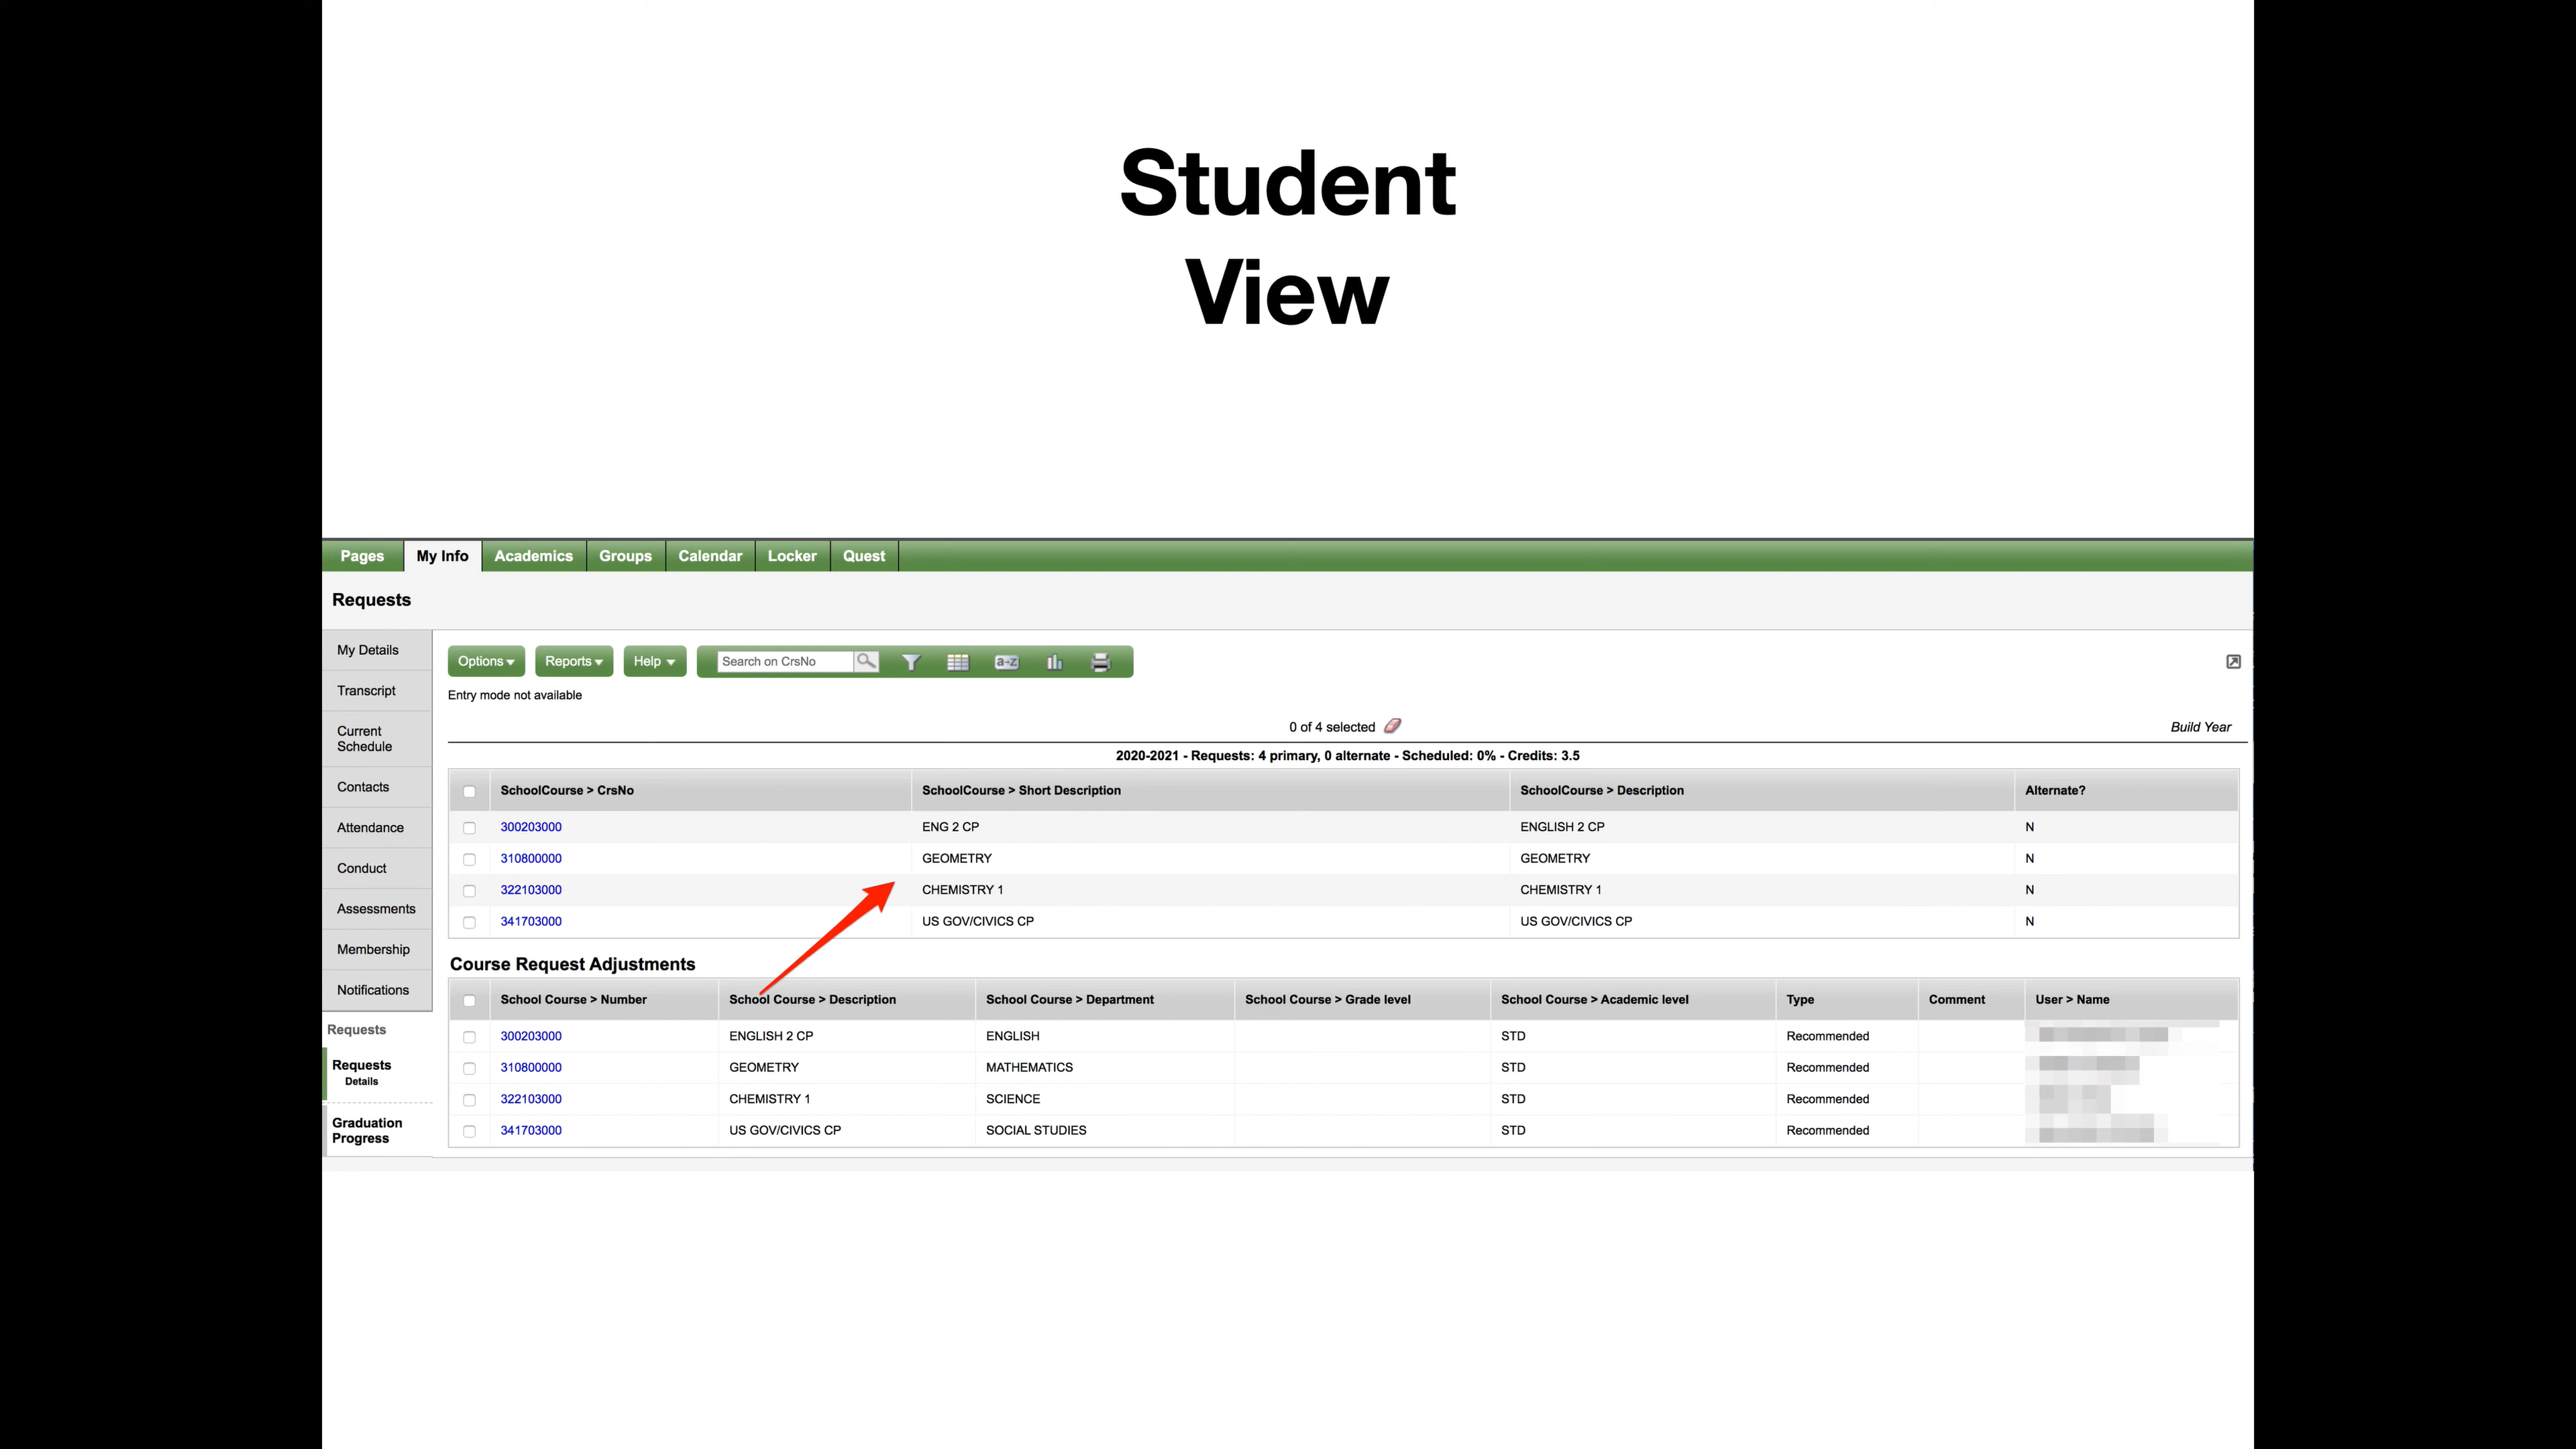 Student
View
Pages My Info Academics Groups Calendar Locker Quest
Requests
My Details
Transcript
Current
Schedule
Contacts
Attendance
Conduct
Assessments
Membership
Notifications
Requests
Requests
Details
Graduation
Progress
Options Reports Help Search on CrsNo a-z
Entry mode not available
0 of 4 selected Build Year
2020-2021 - Requests: 4 primary, 0 alternate - Scheduled: 0% - Credits: 3.5
SchoolCourse > CrsNo SchoolCourse > Short Description SchoolCourse > Description Alternate?
300203000 ENG 2 CP ENGLISH 2 CP N
310800000 GEOMETRY GEOMETRY N
322103000 CHEMISTRY 1 CHEMISTRY 1 N
341703000 US GOV/CIVICS CP US GOV/CIVICS CP N
Course Request Adjustments
School Course > Number School Course > Description School Course > Department School Course > Grade level School Course > Academic level Type Comment User > Name
300203000 ENGLISH 2 CP ENGLISH STD Recommended
310800000 GEOMETRY MATHEMATICS STD Recommended
322103000 CHEMISTRY 1 SCIENCE STD Recommended
341703000 US GOV/CIVICS CP SOCIAL STUDIES STD Recommended